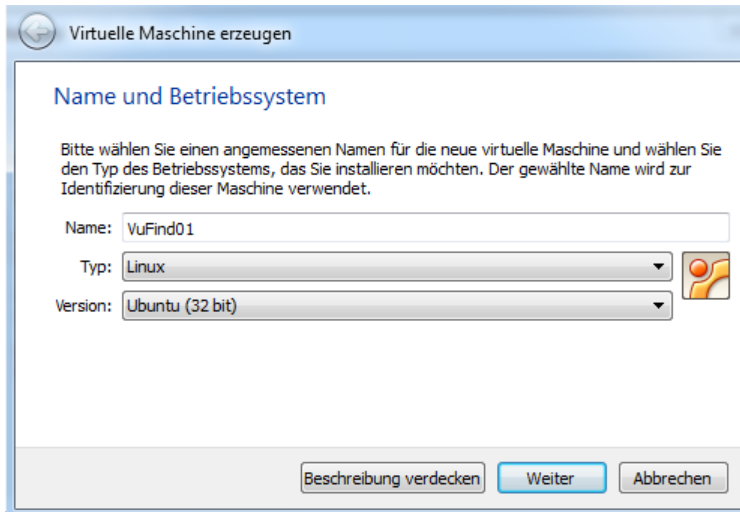 Virtuelle Maschine erzeugen
Name und Betriebssystem
Bitte wählen Sie einen angemessenen Namen für die neue virtuelle Maschine und wählen Sie
den Typ des Betriebssystems, das Sie installieren möchten. Der gewählte Name wird zur
Identifizierung dieser Maschine verwendet.
Name: VuFind01
Typ: Linux
Version: Ubuntu (32 bit)
Beschreibung verdecken Weiter Abbrechen